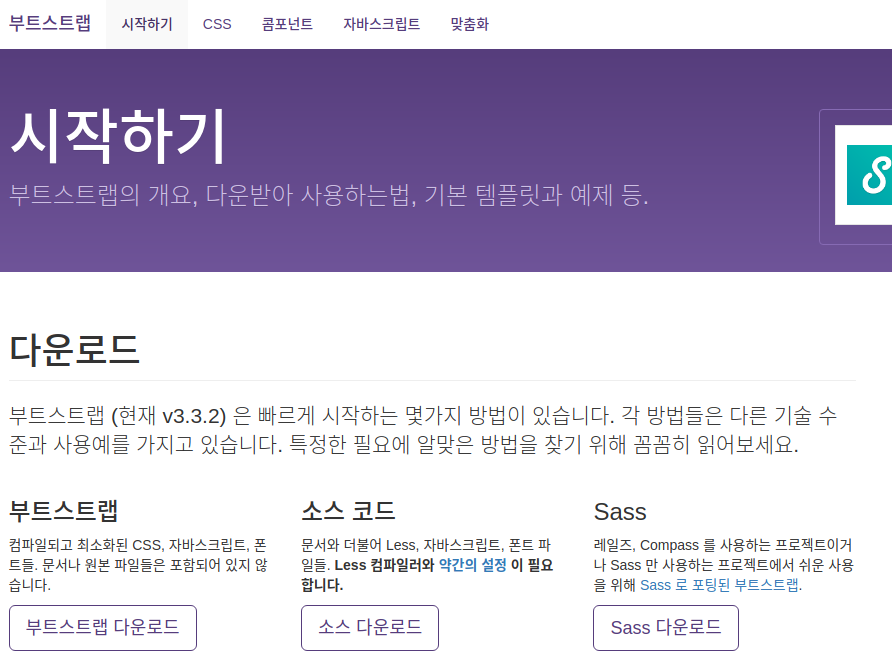 부트스트랩 시작하기 CSS 콤포넌트 자바스크립트 맞춤화
시작하기
부트스트랩의 개요, 다운받아 사용하는법, 기본 템플릿과 예제 등.
다운로드
부트스트랩 (현재 v3.3.2) 은 빠르게 시작하는 몇가지 방법이 있습니다. 각 방법들은 다른 기술 수
준과 사용예를 가지고 있습니다. 특정한 필요에 알맞은 방법을 찾기 위해 꼼꼼히 읽어보세요.
부트스트랩
컴파일되고 최소화된 CSS, 자바스크립트, 폰
트들. 문서나 원본 파일들은 포함되어 있지 않
습니다.
부트스트랩 다운로드
소스 코드
문서와 더불어 Less, 자바스크립트, 폰트 파
일들. Less 컴파일러와 약간의 설정 이 필요
합니다.
소스 다운로드
Sass
레일즈, Compass 를 사용하는 프로젝트이거
나 Sass 만 사용하는 프로젝트에서 쉬운 사용
을 위해 Sass 로 포팅된 부트스트랩.
Sass 다운로드